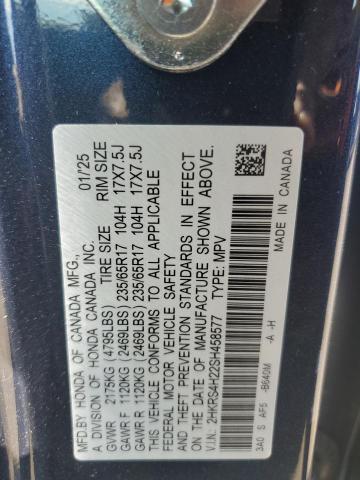 MFD.BY HONDA OF CANADA MFG., 01/'25
A DIVISION OF HONDA CANADA INC.
TIRE SIZE RIM SIZE
GVWR 2175KG (4795LBS)
GAWR F 1120KG (2469LBS) 235/65R17 104H 17X7.5J
GAWR R 1120KG (2469LBS) 235/65R17 104H 17X7.5J
THIS VEHICLE CONFORMS TO ALL APPLICABLE
FEDERAL MOTOR VEHICLE SAFETY
AND THEFT PREVENTION STANDARDS IN EFFECT
ON THE DATE OF MANUFACTURE SHOWN ABOVE.
V.I.N.: 2HKRS4H22SH458577 TYPE: MPV
3A0 S AF5 -B640M -A -H
MADE IN CANADA